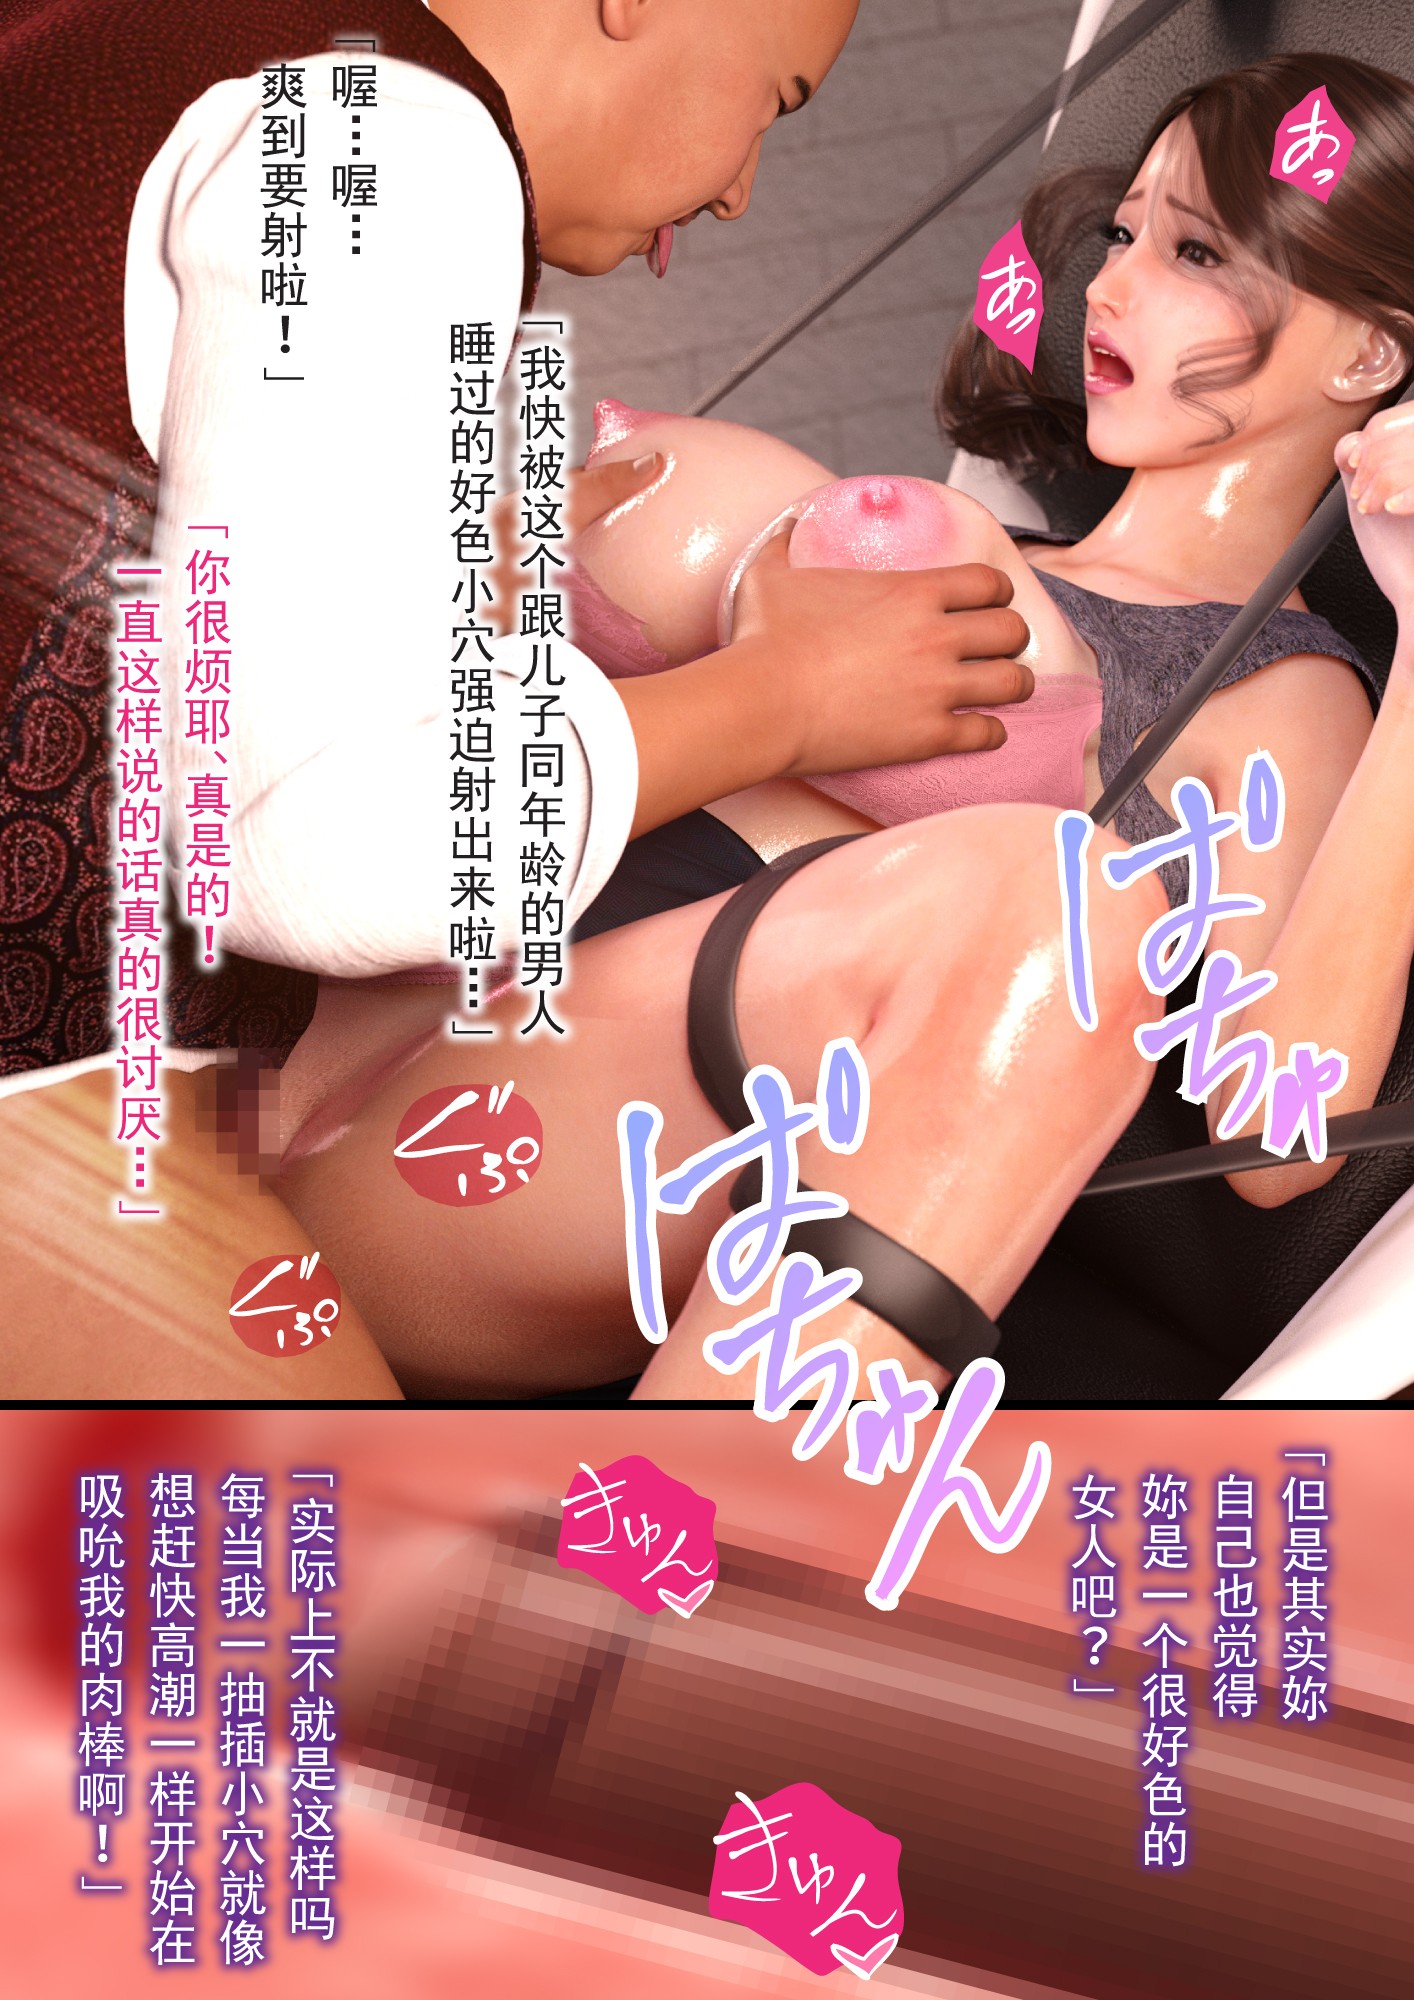 あっ
あっ
「我快被这个跟儿子同年龄的男人
睡过的好色小穴强迫射出来啦…」
「喔…喔…
爽到要射啦！」
「你很烦耶、真是的！
一直这样说的话真的很讨厌…」
ばちゅ
ばちゅん
ぐぷ
ぐぷ
「但是其实妳
自己也觉得
妳是一个很好色的
女人吧？」
きゅん♡
きゅん♡
「实际上不就是这样吗
每当我一抽插小穴就像
想赶快高潮一样开始在
吸吮我的肉棒啊！」